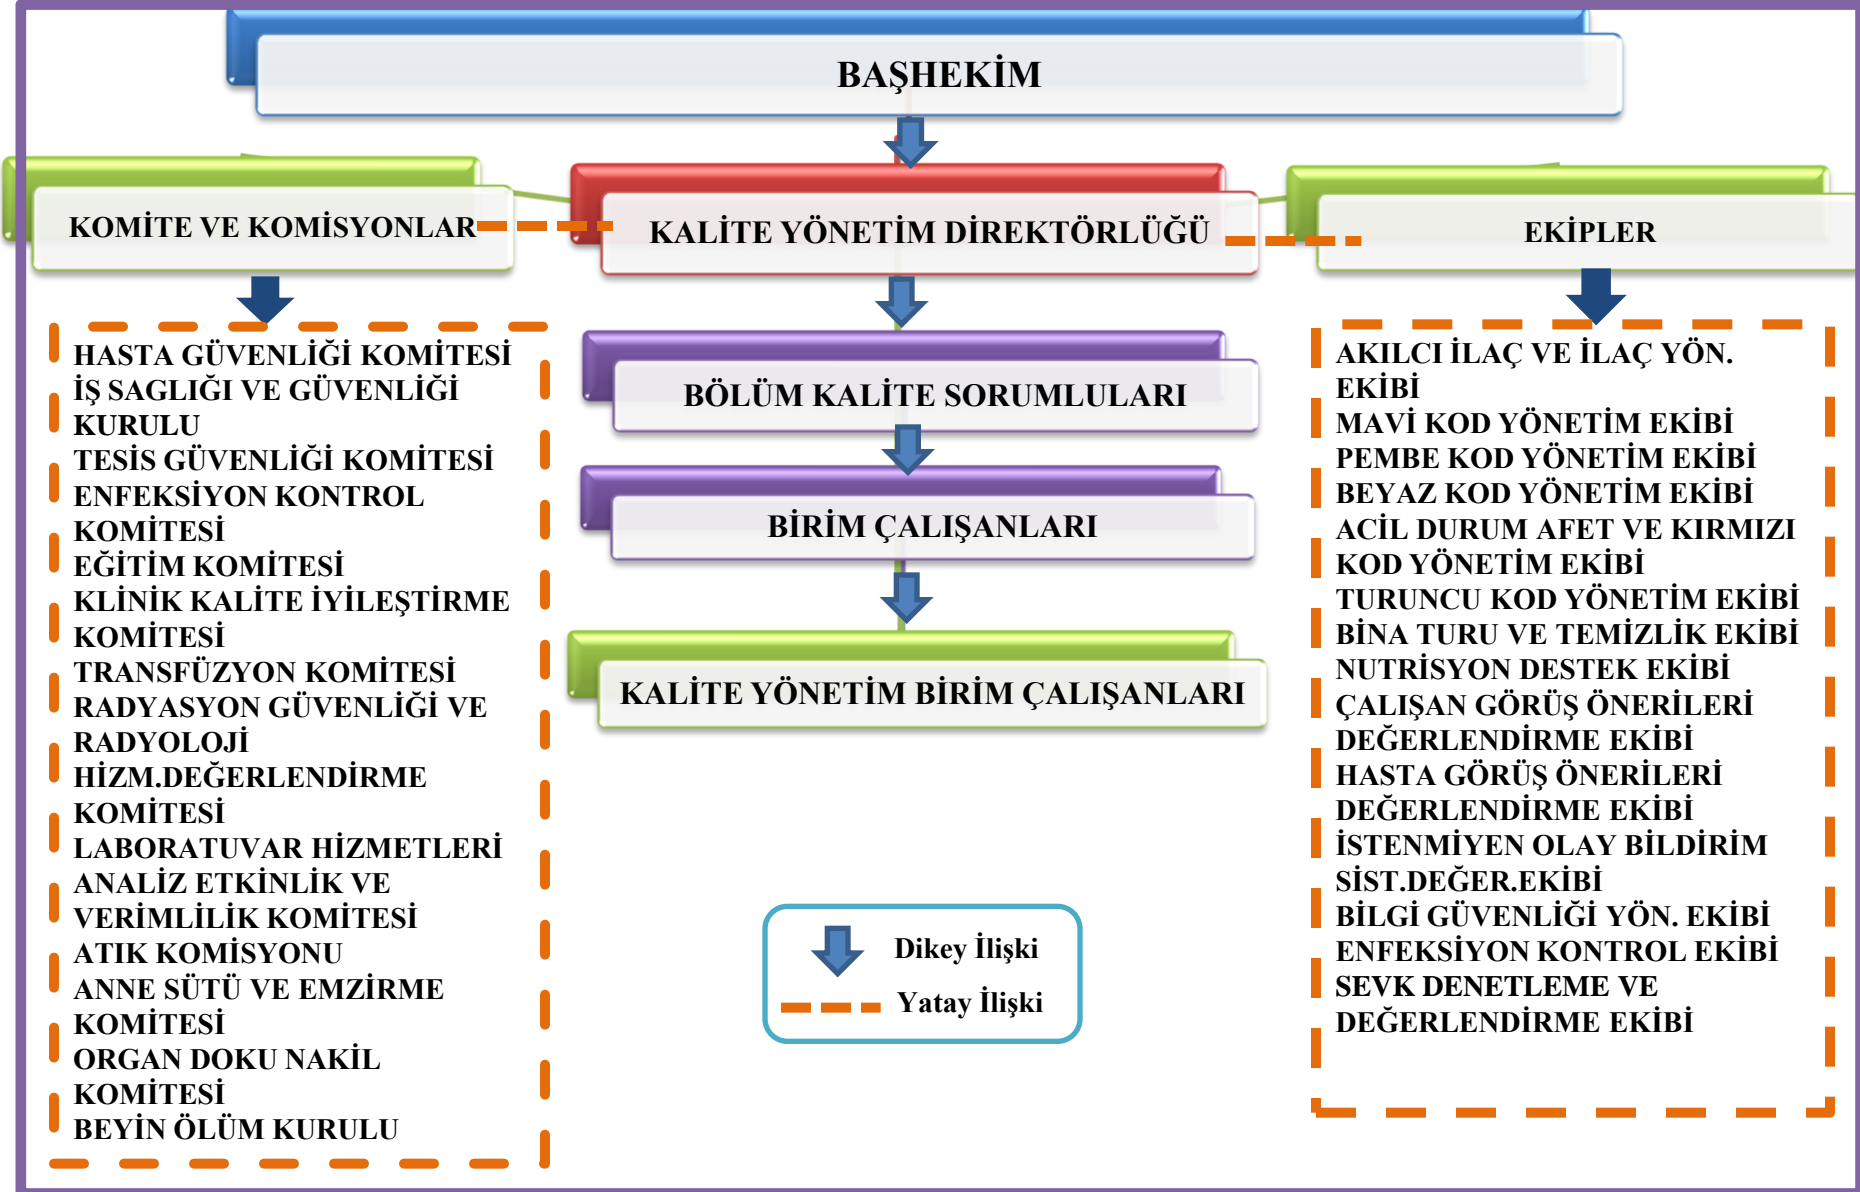 BAŞHEKİM
KOMİTE VE KOMİSYONLAR
KALİTE YÖNETİM DİREKTÖRLÜĞÜ
EKİPLER
HASTA GÜVENLİĞİ KOMİTESİ
İŞ SAGLIĞI VE GÜVENLİĞİ
KURULU
TESİS GÜVENLİĞİ KOMİTESİ
ENFEKSİYON KONTROL
KOMİTESİ
EĞİTİM KOMİTESİ
KLİNİK KALİTE İYİLEŞTİRME
KOMİTESİ
TRANSFÜZYON KOMİTESİ
RADYASYON GÜVENLİĞİ VE
RADYOLOJİ
HİZM.DEĞERLENDİRME
KOMİTESİ
LABORATUVAR HİZMETLERİ
ANALİZ ETKİNLİK VE
VERİMLİLİK KOMİTESİ
ATIK KOMİSYONU
ANNE SÜTÜ VE EMZİRME
KOMİTESİ
ORGAN DOKU NAKİL
KOMİTESİ
BEYİN ÖLÜM KURULU
BÖLÜM KALİTE SORUMLULARI
BİRİM ÇALIŞANLARI
KALİTE YÖNETİM BİRİM ÇALIŞANLARI
Dikey İlişki
Yatay İlişki
AKILCI İLAÇ VE İLAÇ YÖN.
EKİBİ
MAVİ KOD YÖNETİM EKİBİ
PEMBE KOD YÖNETİM EKİBİ
BEYAZ KOD YÖNETİM EKİBİ
ACİL DURUM AFET VE KIRMIZI
KOD YÖNETİM EKİBİ
TURUNCU KOD YÖNETİM EKİBİ
BİNA TURU VE TEMİZLİK EKİBİ
NUTRİSYON DESTEK EKİBİ
ÇALIŞAN GÖRÜŞ ÖNERİLERİ
DEĞERLENDİRME EKİBİ
HASTA GÖRÜŞ ÖNERİLERİ
DEĞERLENDİRME EKİBİ
İSTENMİYEN OLAY BİLDİRİM
SİST.DEĞER.EKİBİ
BİLGİ GÜVENLİĞİ YÖN. EKİBİ
ENFEKSİYON KONTROL EKİBİ
SEVK DENETLEME VE
DEĞERLENDİRME EKİBİ